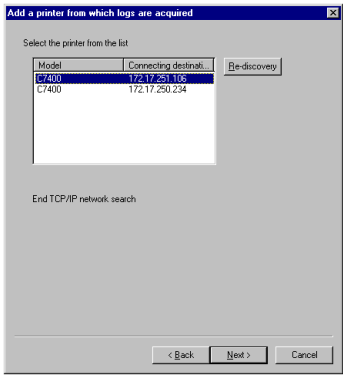 Add a printer from which logs are acquired
Select the printer from the list
Model Connecting destinati...
Re-discovery
C7400 172.17.251.106
C7400 172.17.250.234
End TCP/IP network search
< Back Next > Cancel